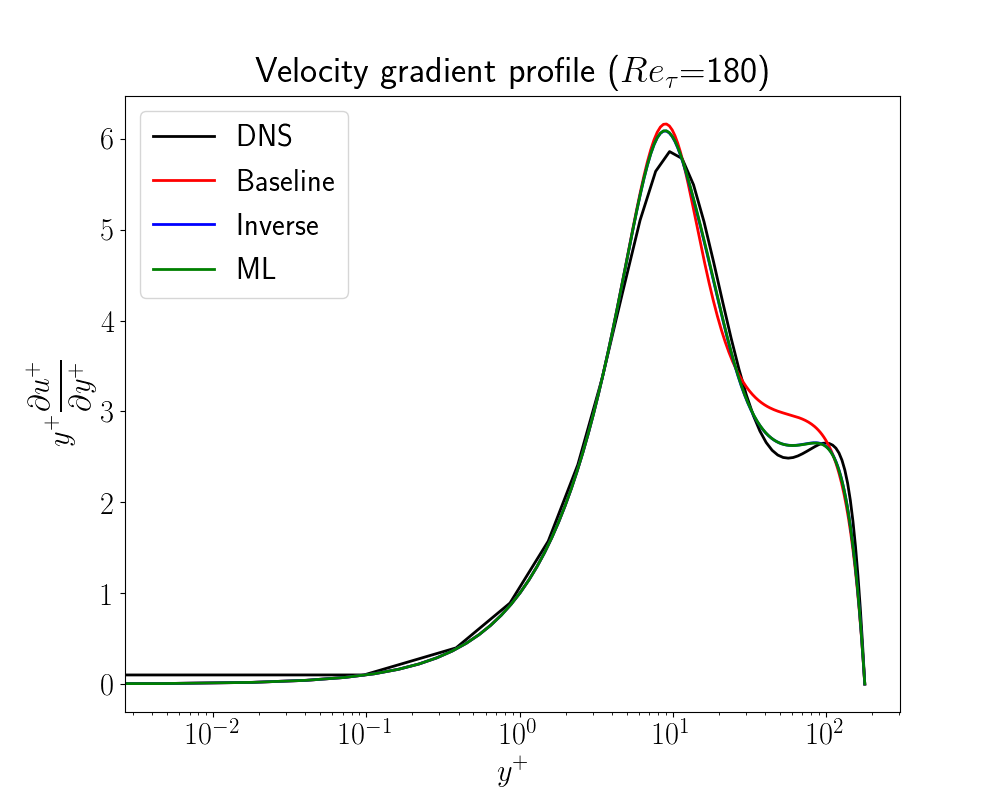 Velocity gradient profile ($Re_\tau$=180)
DNS
Baseline
Inverse
ML
$y^+\frac{\partial u^+}{\partial y^+}$
6
5
4
3
2
1
0
$10^{-2}$ $10^{-1}$ $10^{0}$ $10^{1}$ $10^{2}$
$y^+$